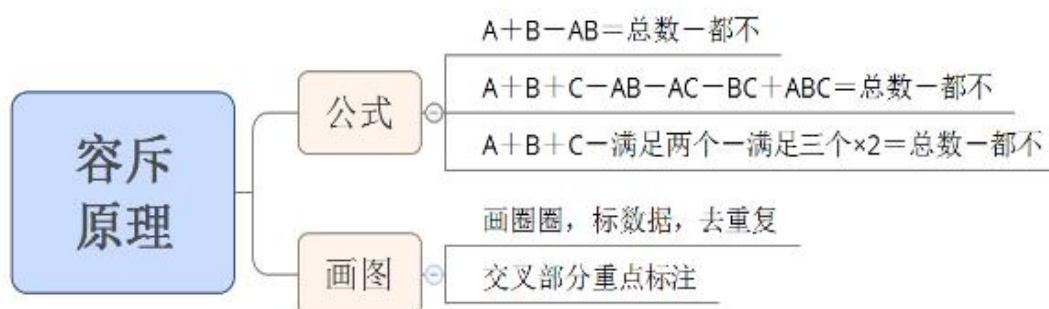 容斥
原理
公式
A+B-AB=总数-都不
A+B+C-AB-AC-BC+ABC=总数-都不
A+B+C-满足两个-满足三个×2=总数-都不
画图
画圈圈，标数据，去重复
交叉部分重点标注